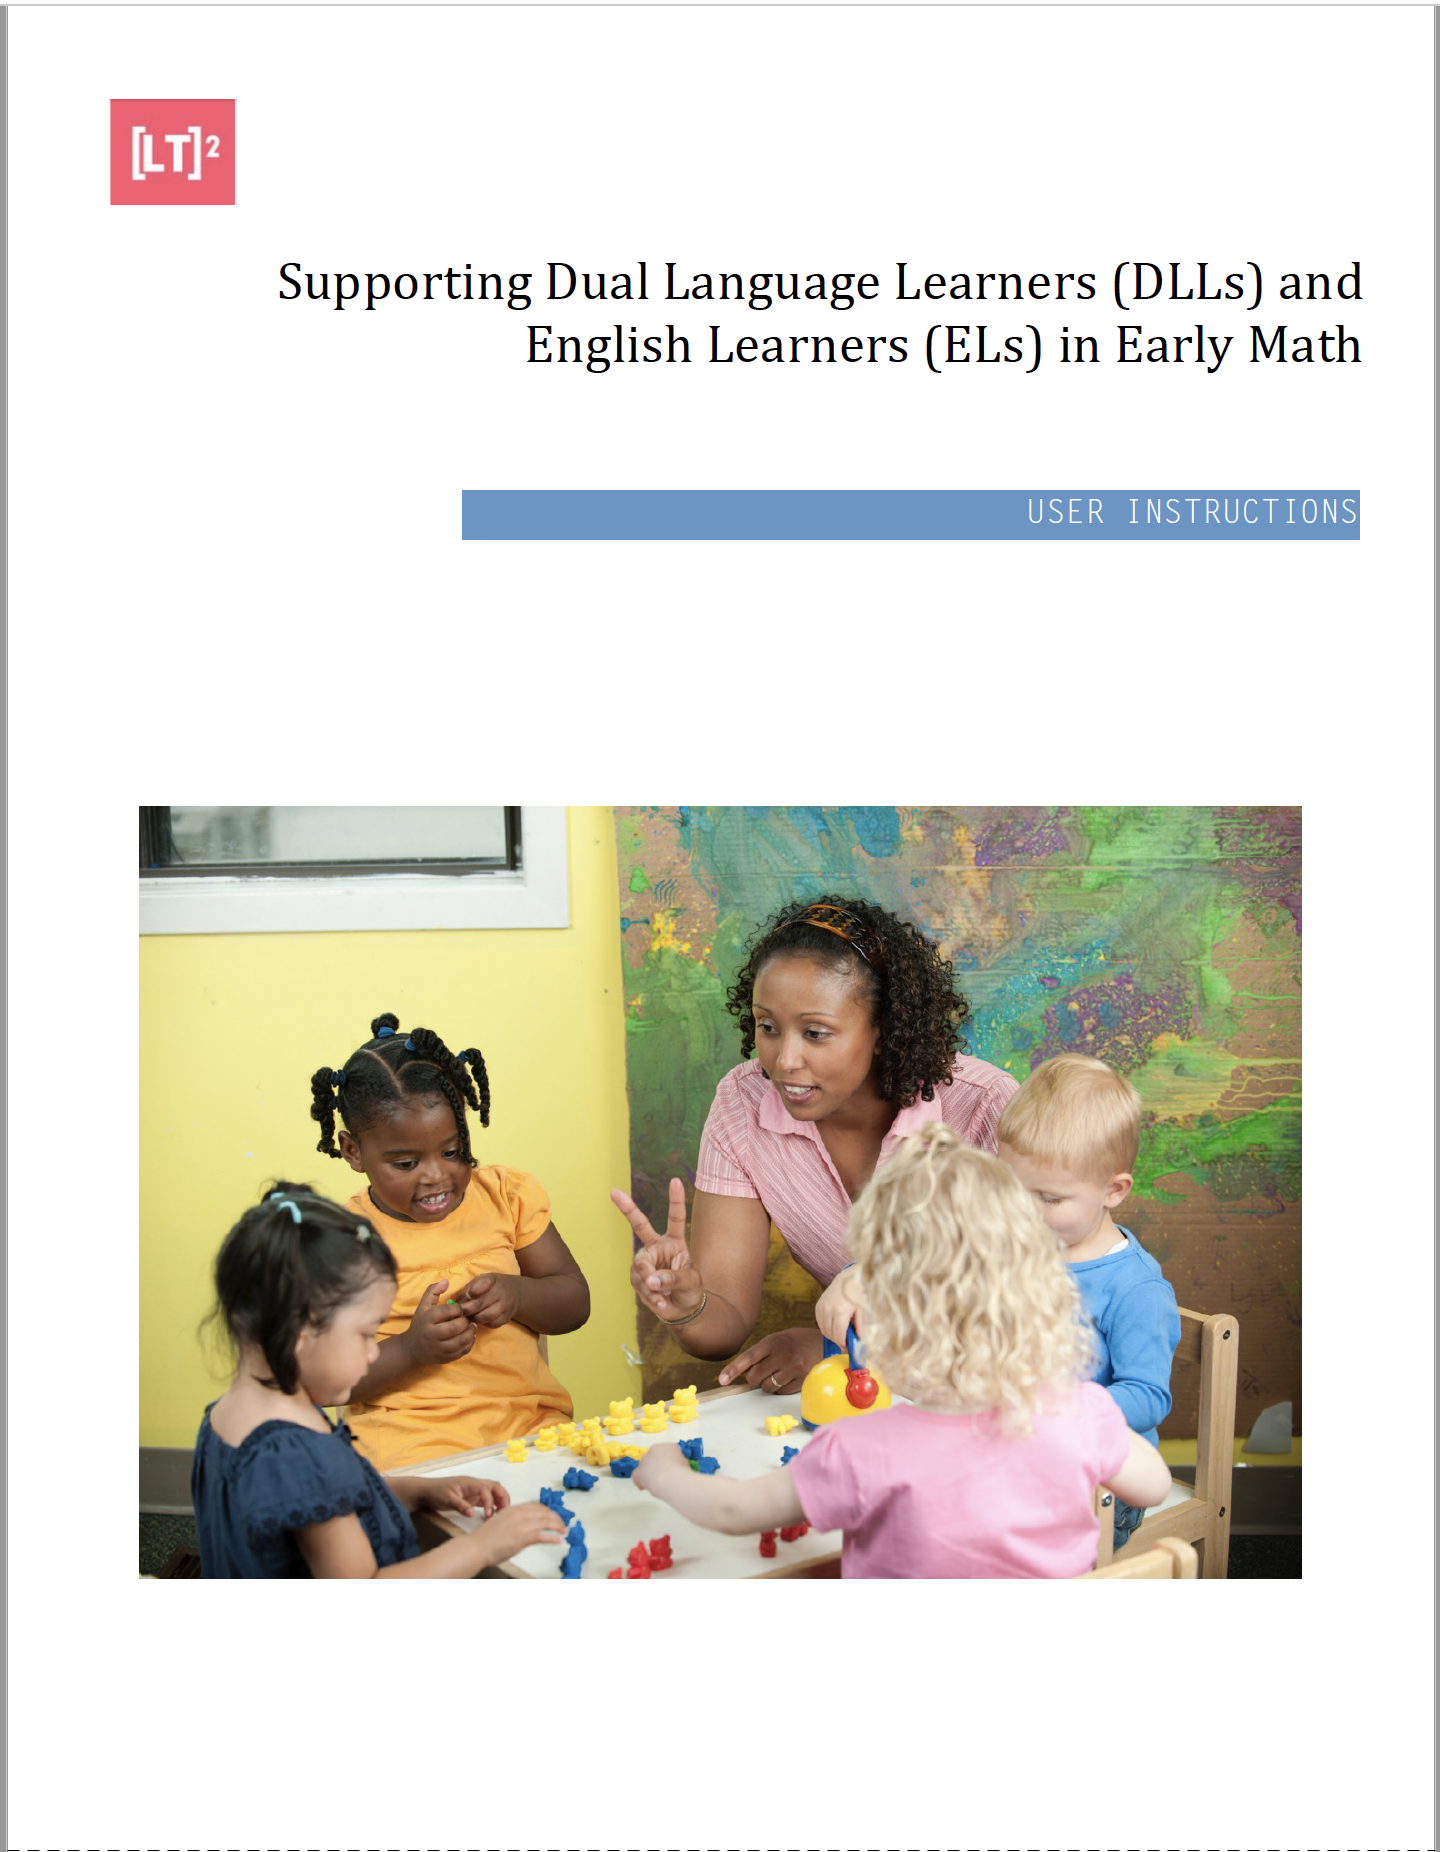 [LT]²
Supporting Dual Language Learners (DLLs) and
English Learners (ELs) in Early Math
USER INSTRUCTIONS